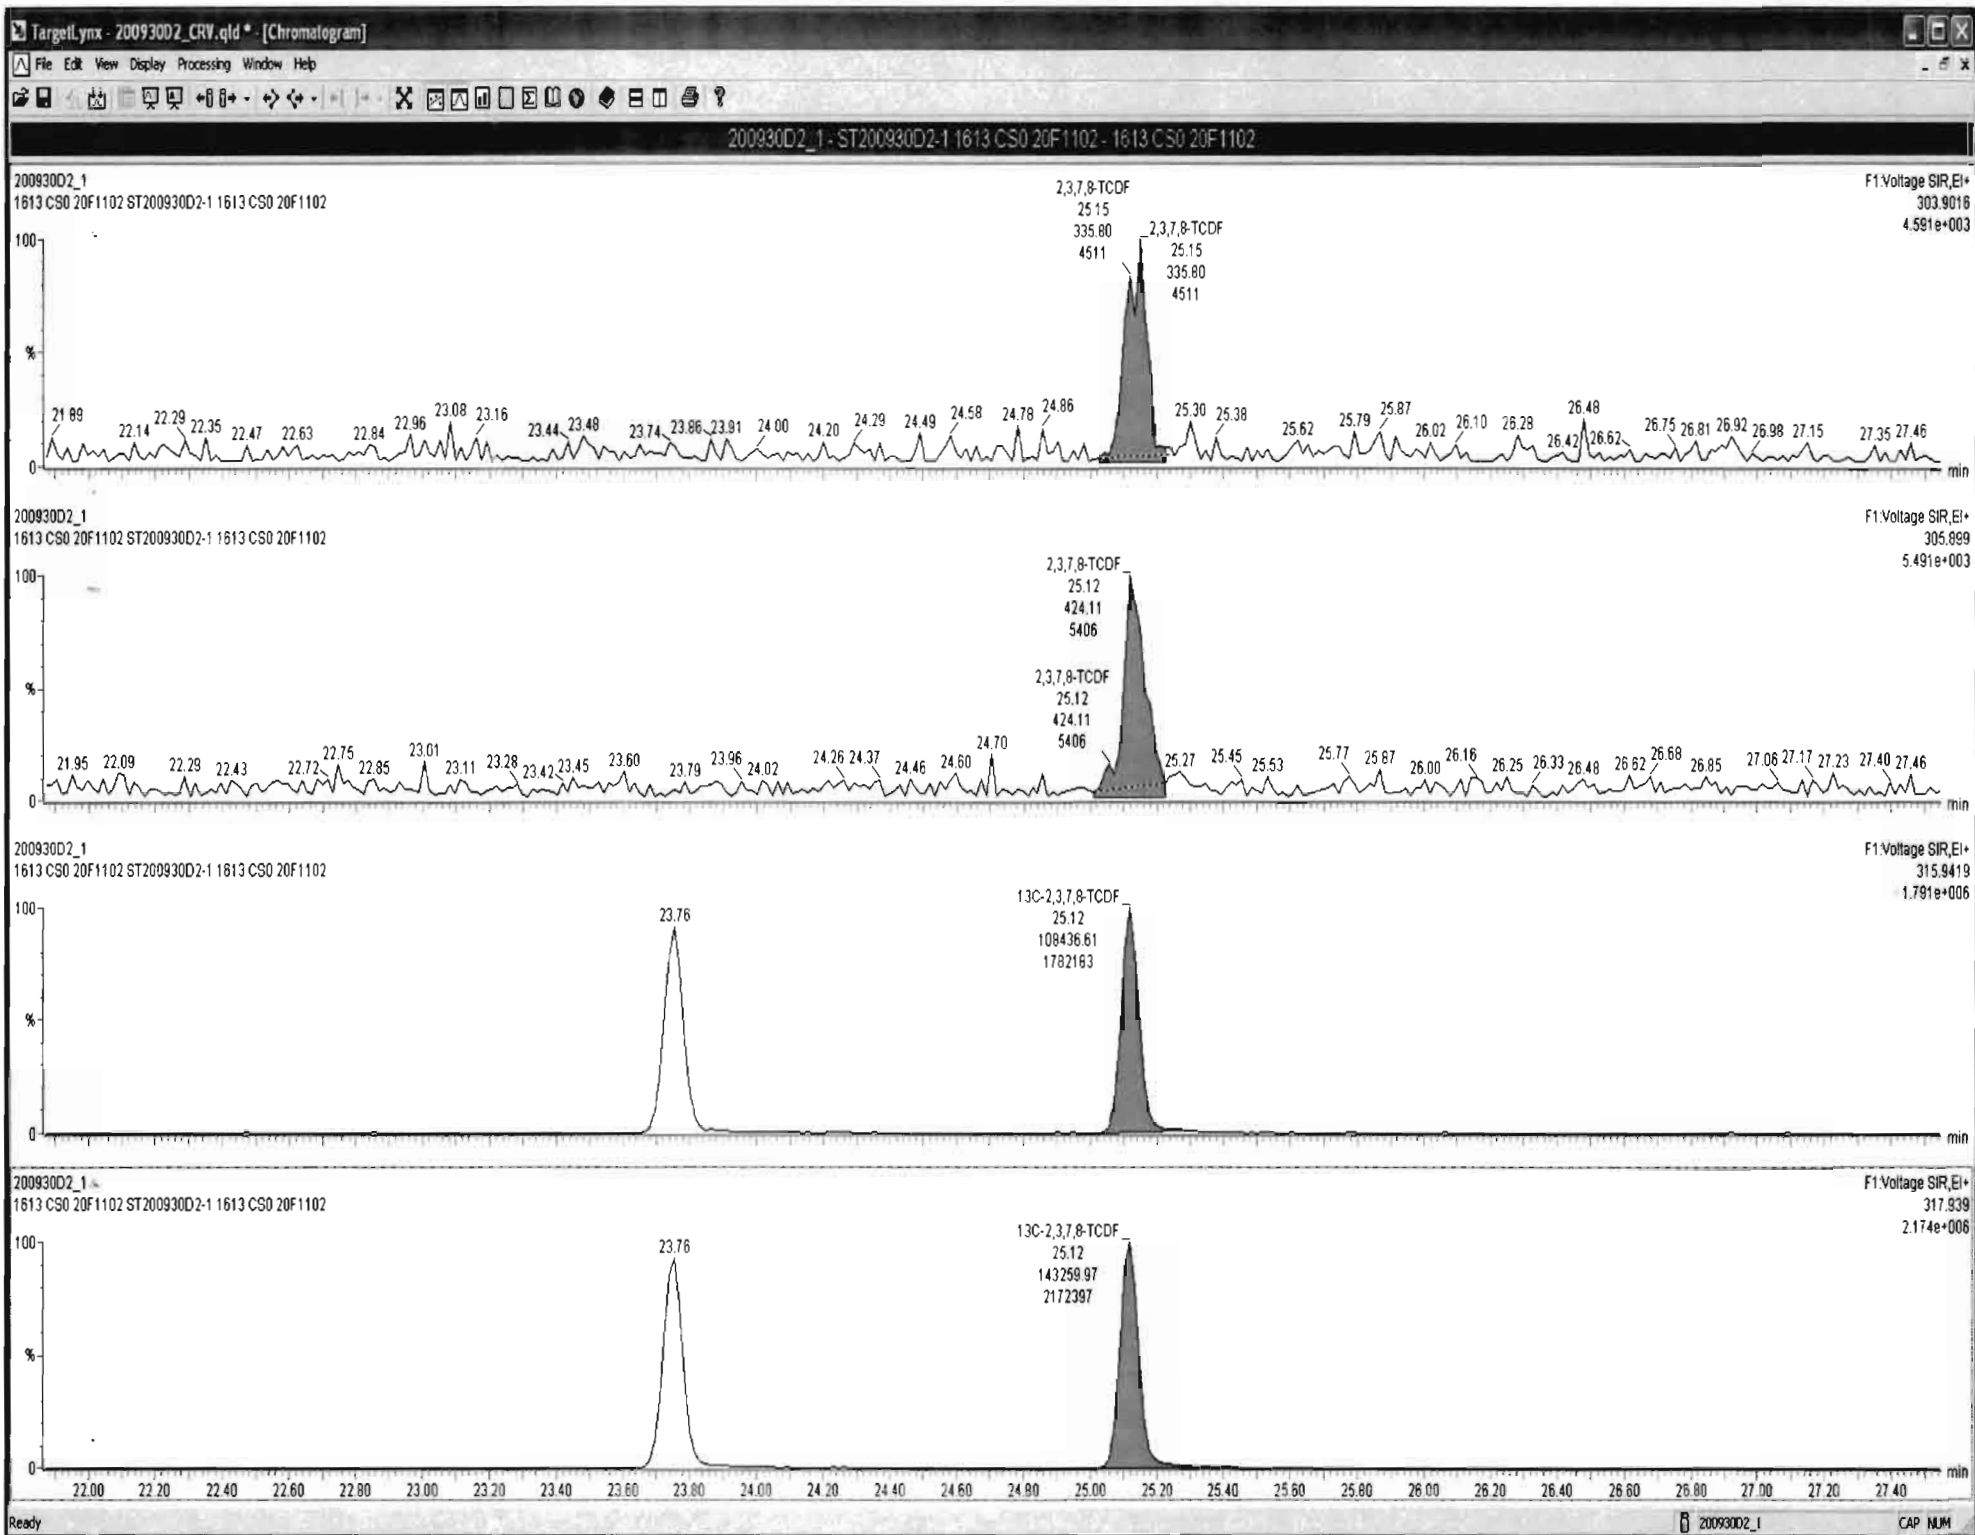 TargetLynx - 200930D2_CRV.qld * - [Chromatogram]
File Edit View Display Processing Window Help
200930D2_1 - ST200930D2-1 1613 CS0 20F1102 - 1613 CS0 20F1102
200930D2_1
1613 CS0 20F1102 ST200930D2-1 1613 CS0 20F1102
F1:Voltage SIR,EI+
303.9016
4.591e+003
2,3,7,8-TCDF
25.15
335.80
4511
2,3,7,8-TCDF
25.15
335.80
4511
100
%
0
21.89 22.14 22.29 22.35 22.47 22.63 22.84 22.96 23.08 23.16 23.44 23.48 23.74 23.86 23.91 24.00 24.20 24.29 24.49 24.58 24.78 24.86 25.30 25.38 25.62 25.79 25.87 26.02 26.10 26.28 26.42 26.48 26.62 26.75 26.81 26.92 26.98 27.15 27.35 27.46
min
200930D2_1
1613 CS0 20F1102 ST200930D2-1 1613 CS0 20F1102
F1:Voltage SIR,EI+
305.899
5.491e+003
2,3,7,8-TCDF
25.12
424.11
5406
2,3,7,8-TCDF
25.12
424.11
5406
100
%
0
21.95 22.09 22.29 22.43 22.72 22.75 22.85 23.01 23.11 23.28 23.42 23.45 23.60 23.79 23.96 24.02 24.26 24.37 24.46 24.60 24.70 25.27 25.45 25.53 25.77 25.87 26.00 26.16 26.25 26.33 26.48 26.62 26.68 26.85 27.06 27.17 27.23 27.40 27.46
min
200930D2_1
1613 CS0 20F1102 ST200930D2-1 1613 CS0 20F1102
F1:Voltage SIR,EI+
315.9419
1.791e+006
13C-2,3,7,8-TCDF
25.12
108436.61
1782163
100
23.76
%
0
min
200930D2_1
1613 CS0 20F1102 ST200930D2-1 1613 CS0 20F1102
F1:Voltage SIR,EI+
317.939
2.174e+006
13C-2,3,7,8-TCDF
25.12
143259.97
2172397
100
23.76
%
0
min
22.00 22.20 22.40 22.60 22.80 23.00 23.20 23.40 23.60 23.80 24.00 24.20 24.40 24.60 24.80 25.00 25.20 25.40 25.60 25.80 26.00 26.20 26.40 26.60 26.80 27.00 27.20 27.40
Ready
200930D2_1
CAP NUM